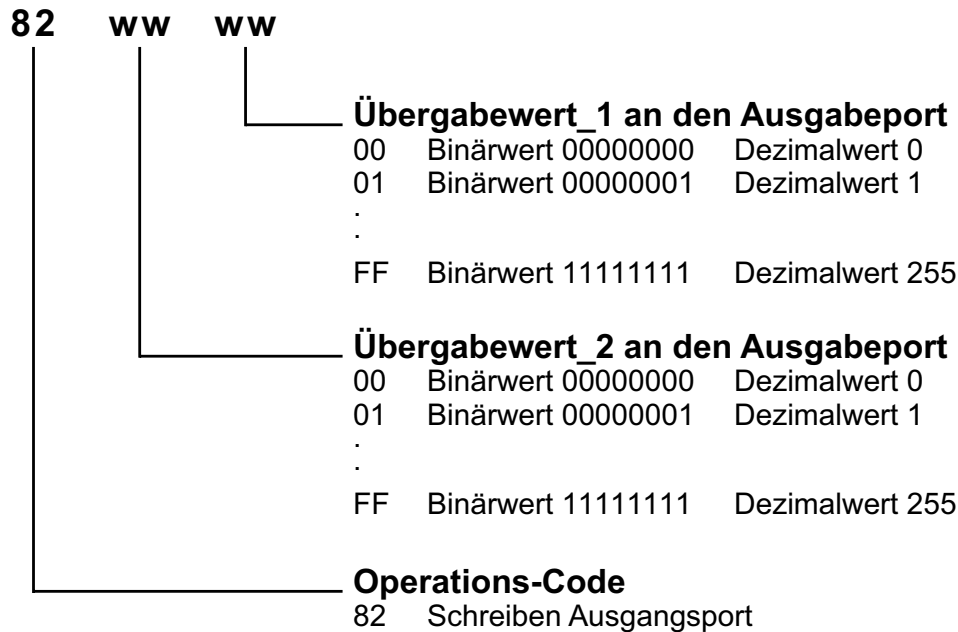 82 ww ww
Übergabewert_1 an den Ausgabeport
00 Binärwert 00000000 Dezimalwert 0
01 Binärwert 00000001 Dezimalwert 1
.
.
FF Binärwert 11111111 Dezimalwert 255
Übergabewert_2 an den Ausgabeport
00 Binärwert 00000000 Dezimalwert 0
01 Binärwert 00000001 Dezimalwert 1
.
.
FF Binärwert 11111111 Dezimalwert 255
Operations-Code
82 Schreiben Ausgangsport